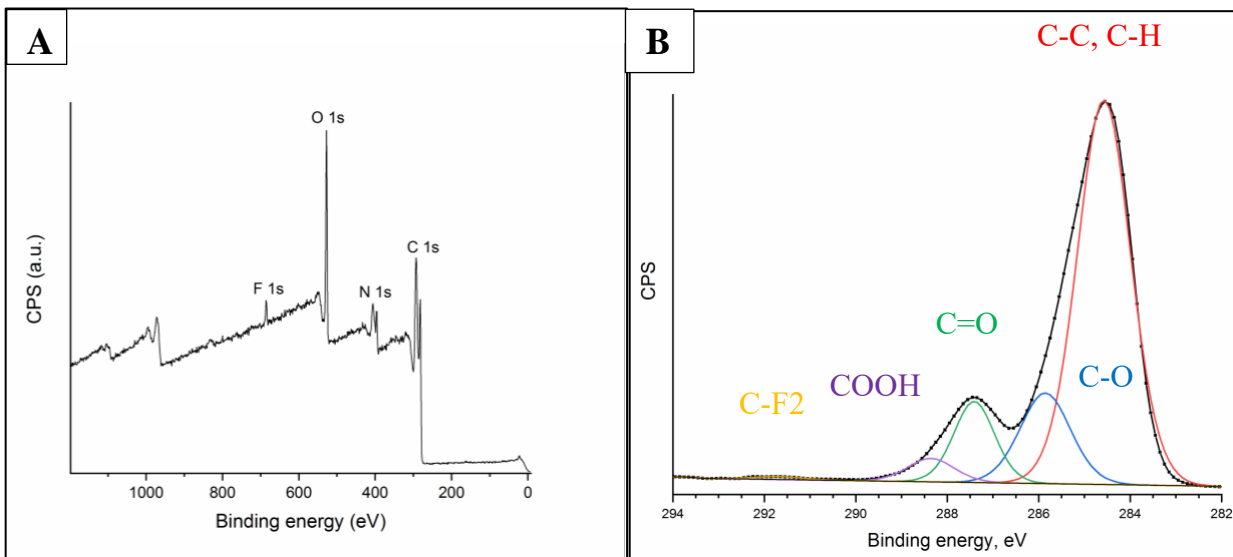 A
O 1s
C 1s
F 1s
N 1s
CPS (a.u.)
1000 800 600 400 200 0
Binding energy (eV)
B
C-C, C-H
C=O
COOH
C-O
C-F2
CPS
294 292 290 288 286 284 282
Binding energy, eV